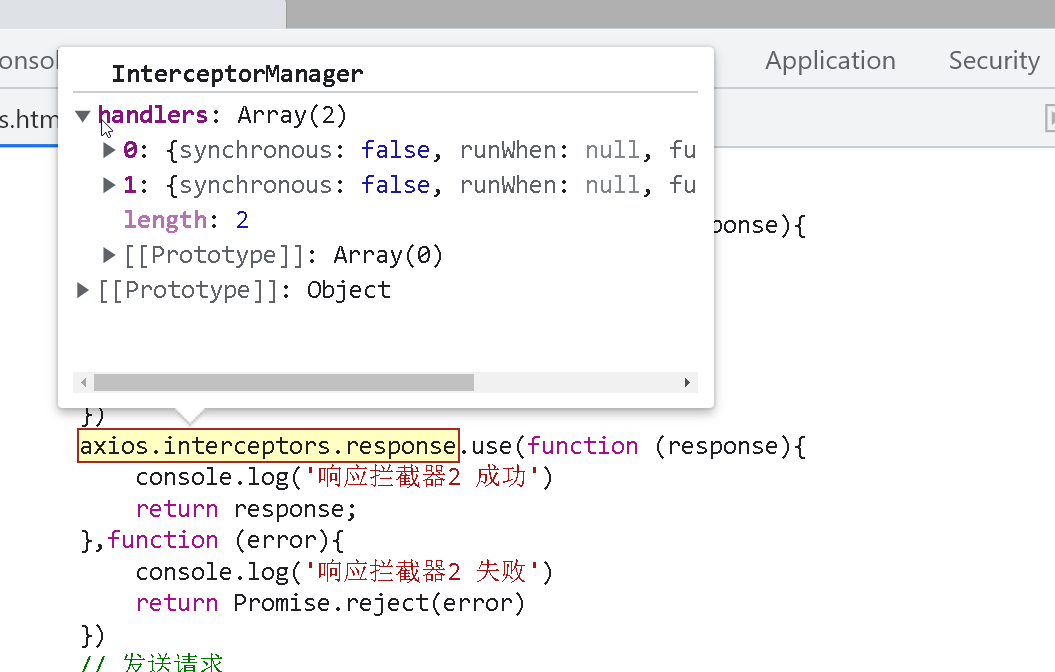 Application Security
InterceptorManager
handlers: Array(2)
0: {synchronous: false, runWhen: null, fu
1: {synchronous: false, runWhen: null, fu
length: 2
[[Prototype]]: Array(0)
[[Prototype]]: Object
ponse){
})
axios.interceptors.response.use(function (response){
console.log('响应拦截器2 成功')
return response;
},function (error){
console.log('响应拦截器2 失败')
return Promise.reject(error)
})
// 发送请求